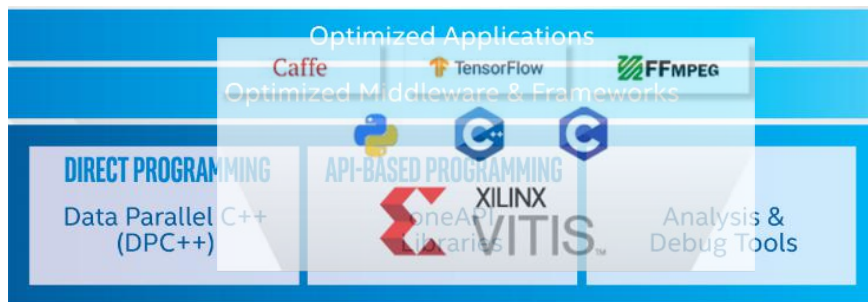 Optimized Applications
Caffe TensorFlow FFMPEG
Optimized Middleware & Frameworks
C++ C
DIRECT PROGRAMMING API-BASED PROGRAMMING
XILINX
VITIS™
Data Parallel C++ oneAPI Analysis &
(DPC++) Libraries Debug Tools